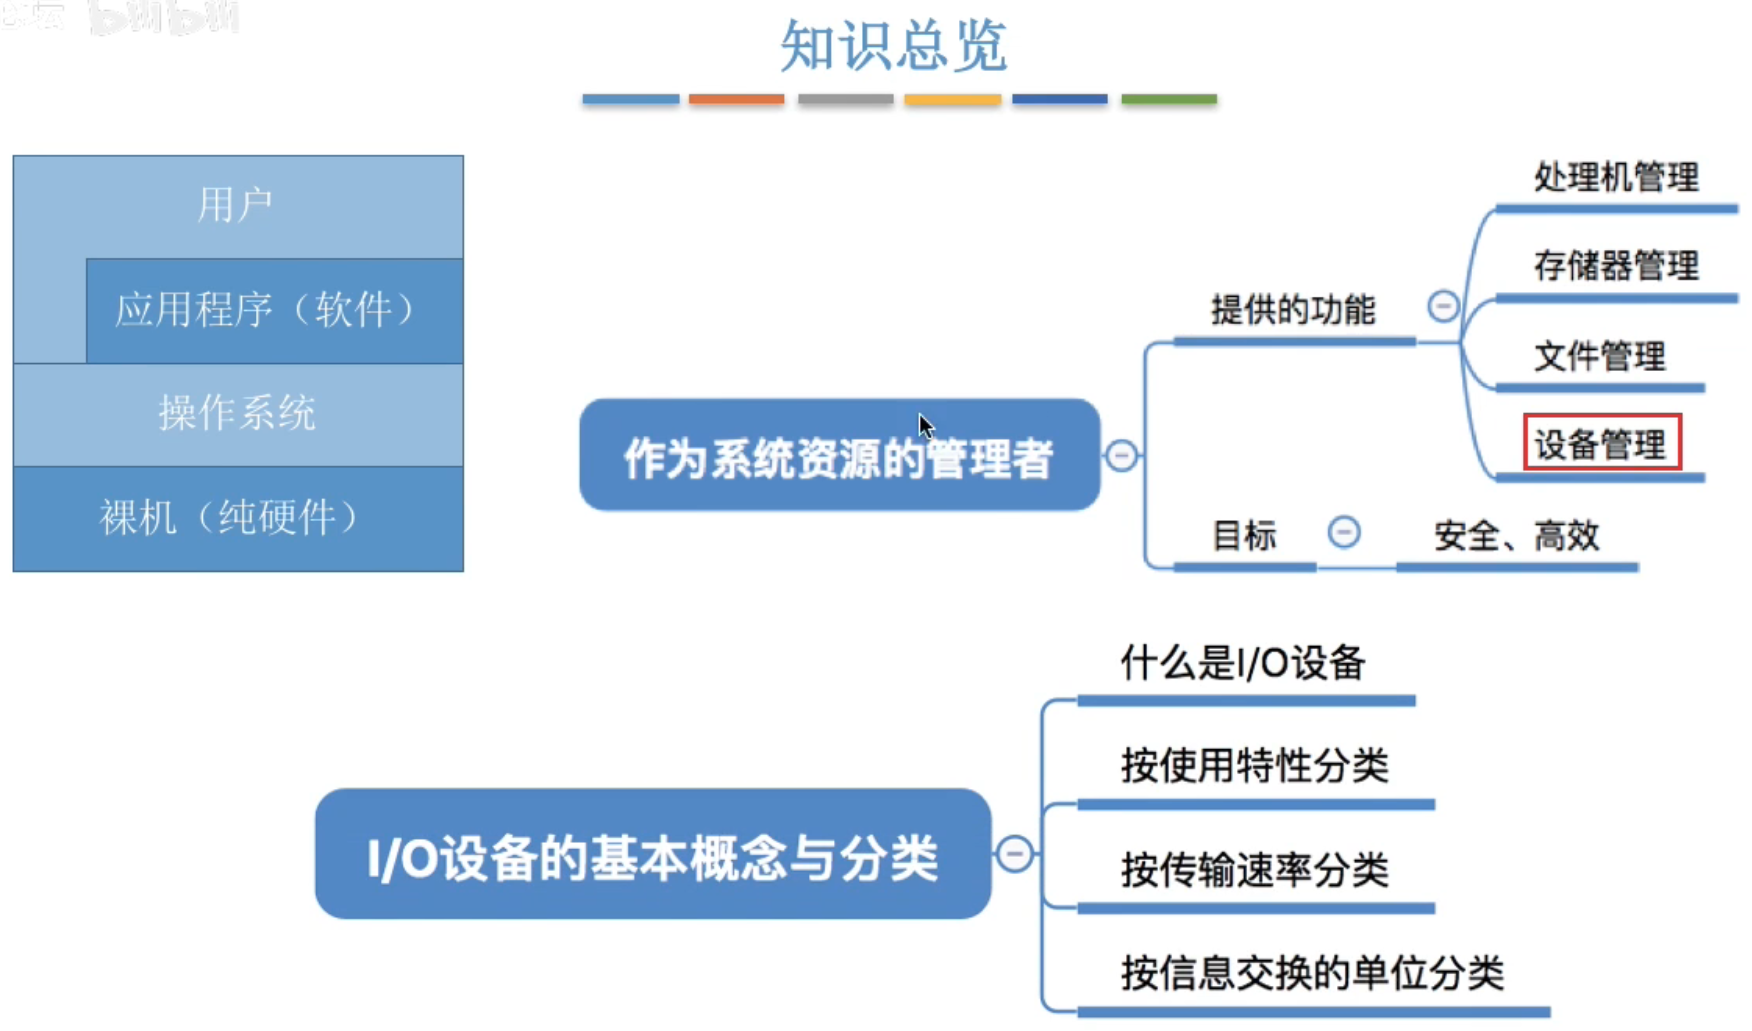 bilibili
知识总览
用户
应用程序（软件）
操作系统
裸机（纯硬件）
作为系统资源的管理者
提供的功能
处理机管理
存储器管理
文件管理
设备管理
目标
安全、高效
I/O设备的基本概念与分类
什么是I/O设备
按使用特性分类
按传输速率分类
按信息交换的单位分类